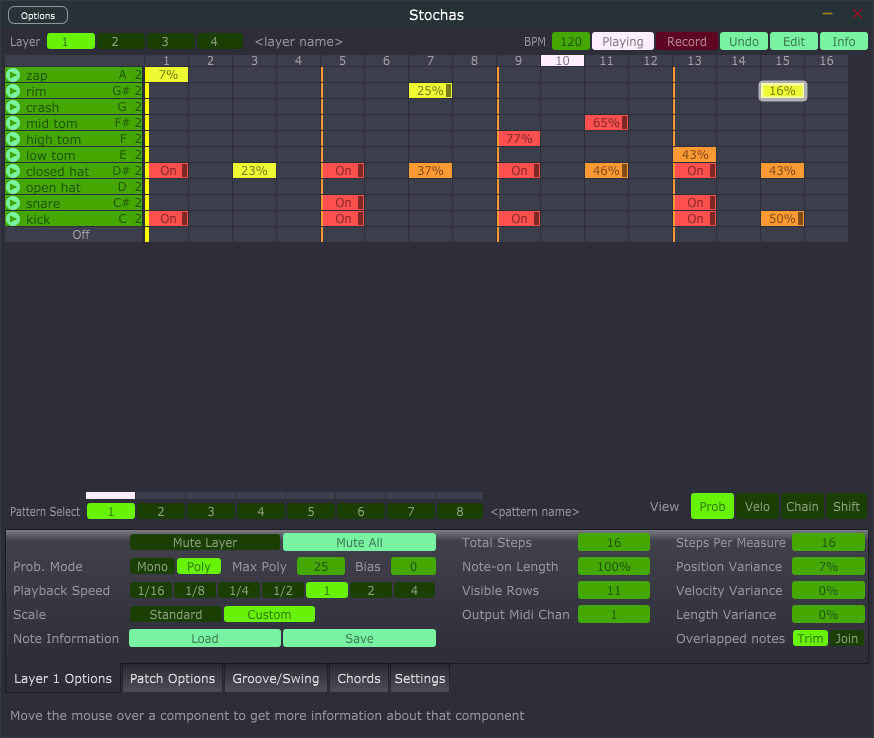 Options Stochas
Layer 1 2 3 4 <layer name> BPM 120 Playing Record Undo Edit Info
1 2 3 4 5 6 7 8 9 10 11 12 13 14 15 16
zap A 2 7%
rim G# 2 25% 16%
crash G 2
mid tom F# 2 65%
high tom F 2 77%
low tom E 2 43%
closed hat D# 2 On 23% On 37% On 46% On 43%
open hat D 2
snare C# 2 On On
kick C 2 On On On On 50%
Off
Pattern Select 1 2 3 4 5 6 7 8 <pattern name> View Prob Velo Chain Shift
Mute Layer Mute All Total Steps 16 Steps Per Measure 16
Prob. Mode Mono Poly Max Poly 25 Bias 0 Note-on Length 100% Position Variance 7%
Playback Speed 1/16 1/8 1/4 1/2 1 2 4 Visible Rows 11 Velocity Variance 0%
Scale Standard Custom Output Midi Chan 1 Length Variance 0%
Note Information Load Save Overlapped notes Trim Join
Layer 1 Options Patch Options Groove/Swing Chords Settings
Move the mouse over a component to get more information about that component